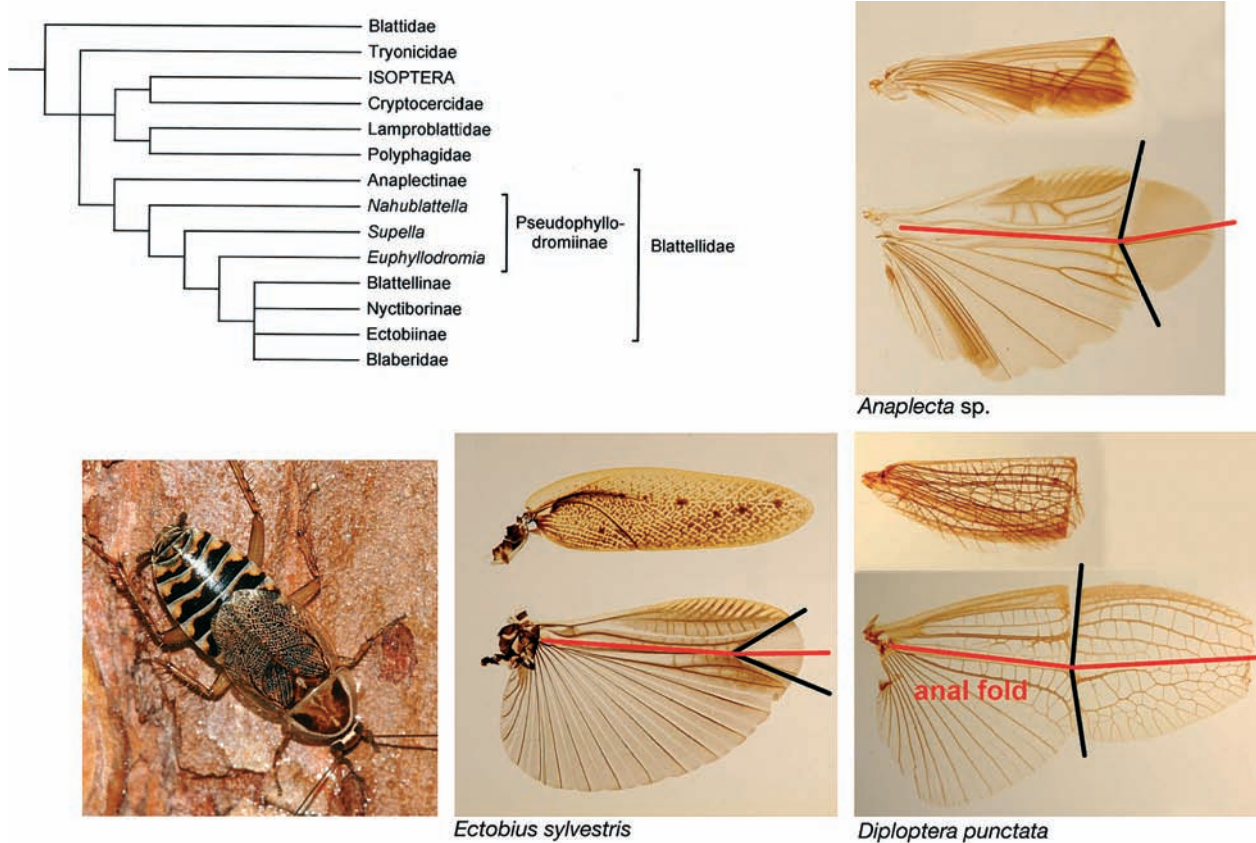 Blattidae
Tryonicidae
ISOPTERA
Cryptocercidae
Lamproblattidae
Polyphagidae
Anaplectinae
Nahublattella
Supella
Euphyllodromia
Blattellinae
Nyctiborinae
Ectobiinae
Blaberidae
Pseudophyllo-
dromiinae
Blattellidae
Anaplecta sp.
Ectobius sylvestris
anal fold
Diploptera punctata